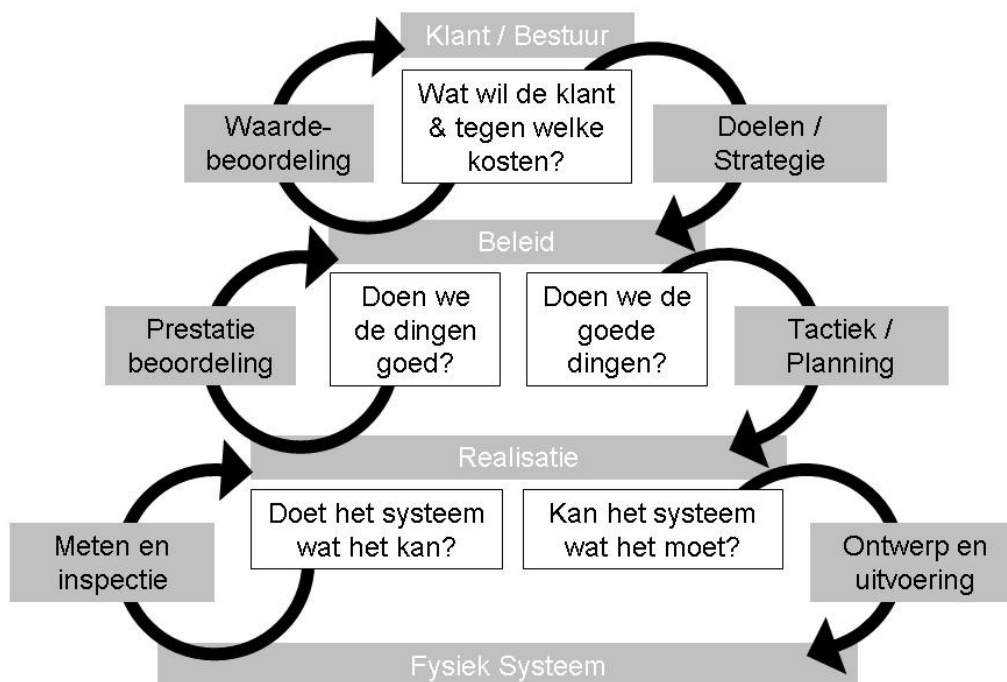 Klant / Bestuur
Wat wil de klant
& tegen welke
kosten?
Waarde-
beoordeling
Doelen /
Strategie
Beleid
Doen we
de dingen
goed?
Doen we de
goede
dingen?
Prestatie
beoordeling
Tactiek /
Planning
Realisatie
Doet het systeem
wat het kan?
Kan het systeem
wat het moet?
Meten en
inspectie
Ontwerp en
uitvoering
Fysiek Systeem